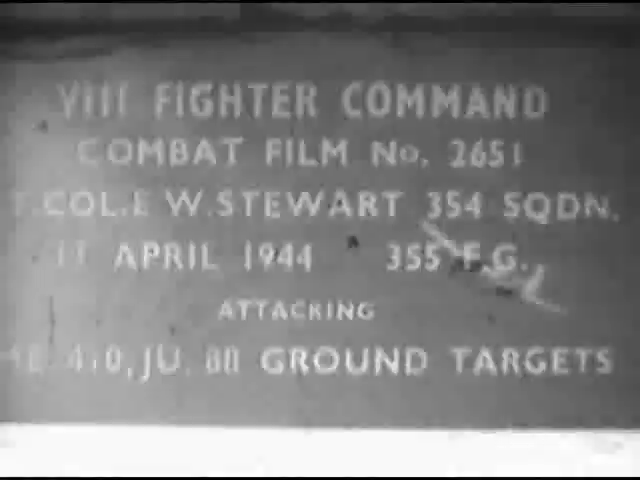 VIII FIGHTER COMMAND
COMBAT FILM No. 2651
T.COL.E W.STEWART 354 SQDN.
11 APRIL 1944 355 F.G.
ATTACKING
410, JU. 88 GROUND TARGETS